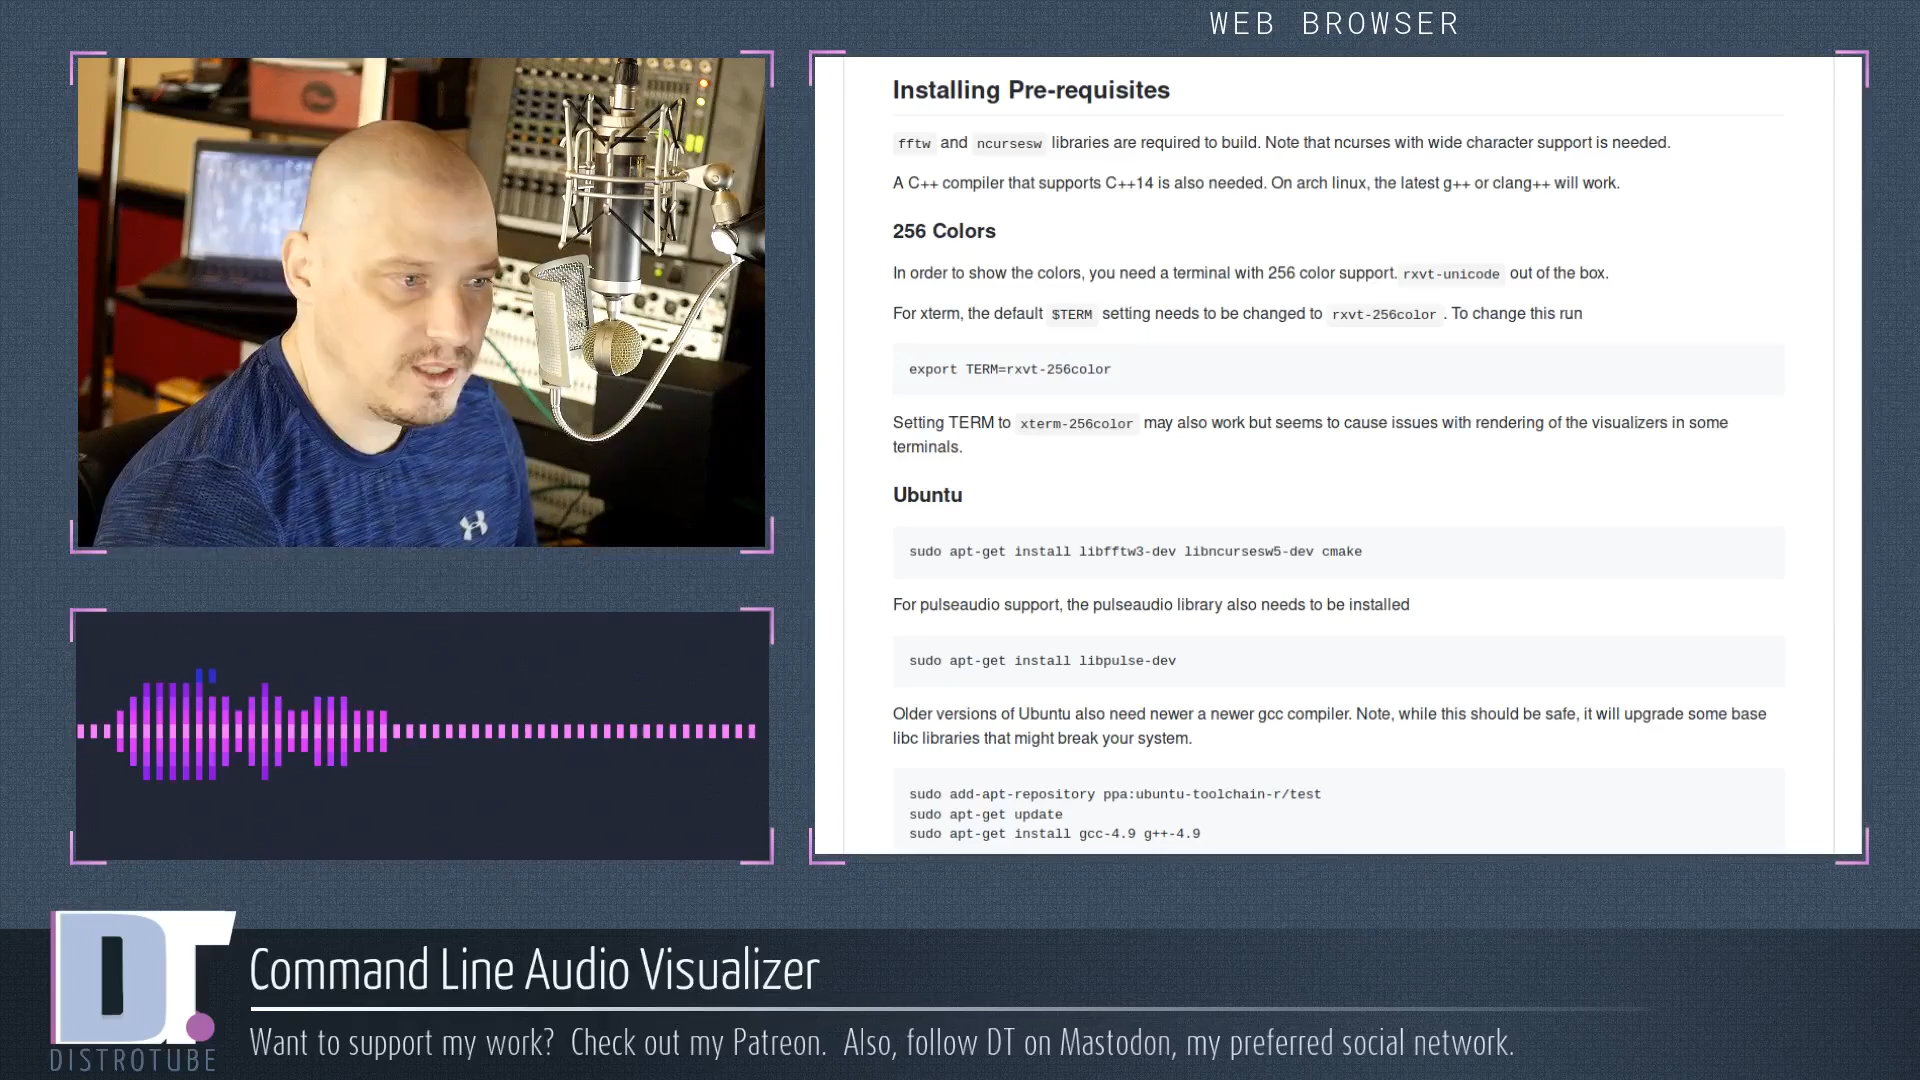 WEB BROWSER
Installing Pre-requisites
fftw and ncursesw libraries are required to build. Note that ncurses with wide character support is needed.
A C++ compiler that supports C++14 is also needed. On arch linux, the latest g++ or clang++ will work.
256 Colors
In order to show the colors, you need a terminal with 256 color support. rxvt-unicode out of the box.
For xterm, the default $TERM setting needs to be changed to rxvt-256color . To change this run
export TERM=rxvt-256color
Setting TERM to xterm-256color may also work but seems to cause issues with rendering of the visualizers in some
terminals.
Ubuntu
sudo apt-get install libfftw3-dev libncursesw5-dev cmake
For pulseaudio support, the pulseaudio library also needs to be installed
sudo apt-get install libpulse-dev
Older versions of Ubuntu also need newer a newer gcc compiler. Note, while this should be safe, it will upgrade some base
libc libraries that might break your system.
sudo add-apt-repository ppa:ubuntu-toolchain-r/test
sudo apt-get update
sudo apt-get install gcc-4.9 g++-4.9
DT
DISTROTUBE
Command Line Audio Visualizer
Want to support my work? Check out my Patreon. Also, follow DT on Mastodon, my preferred social network.